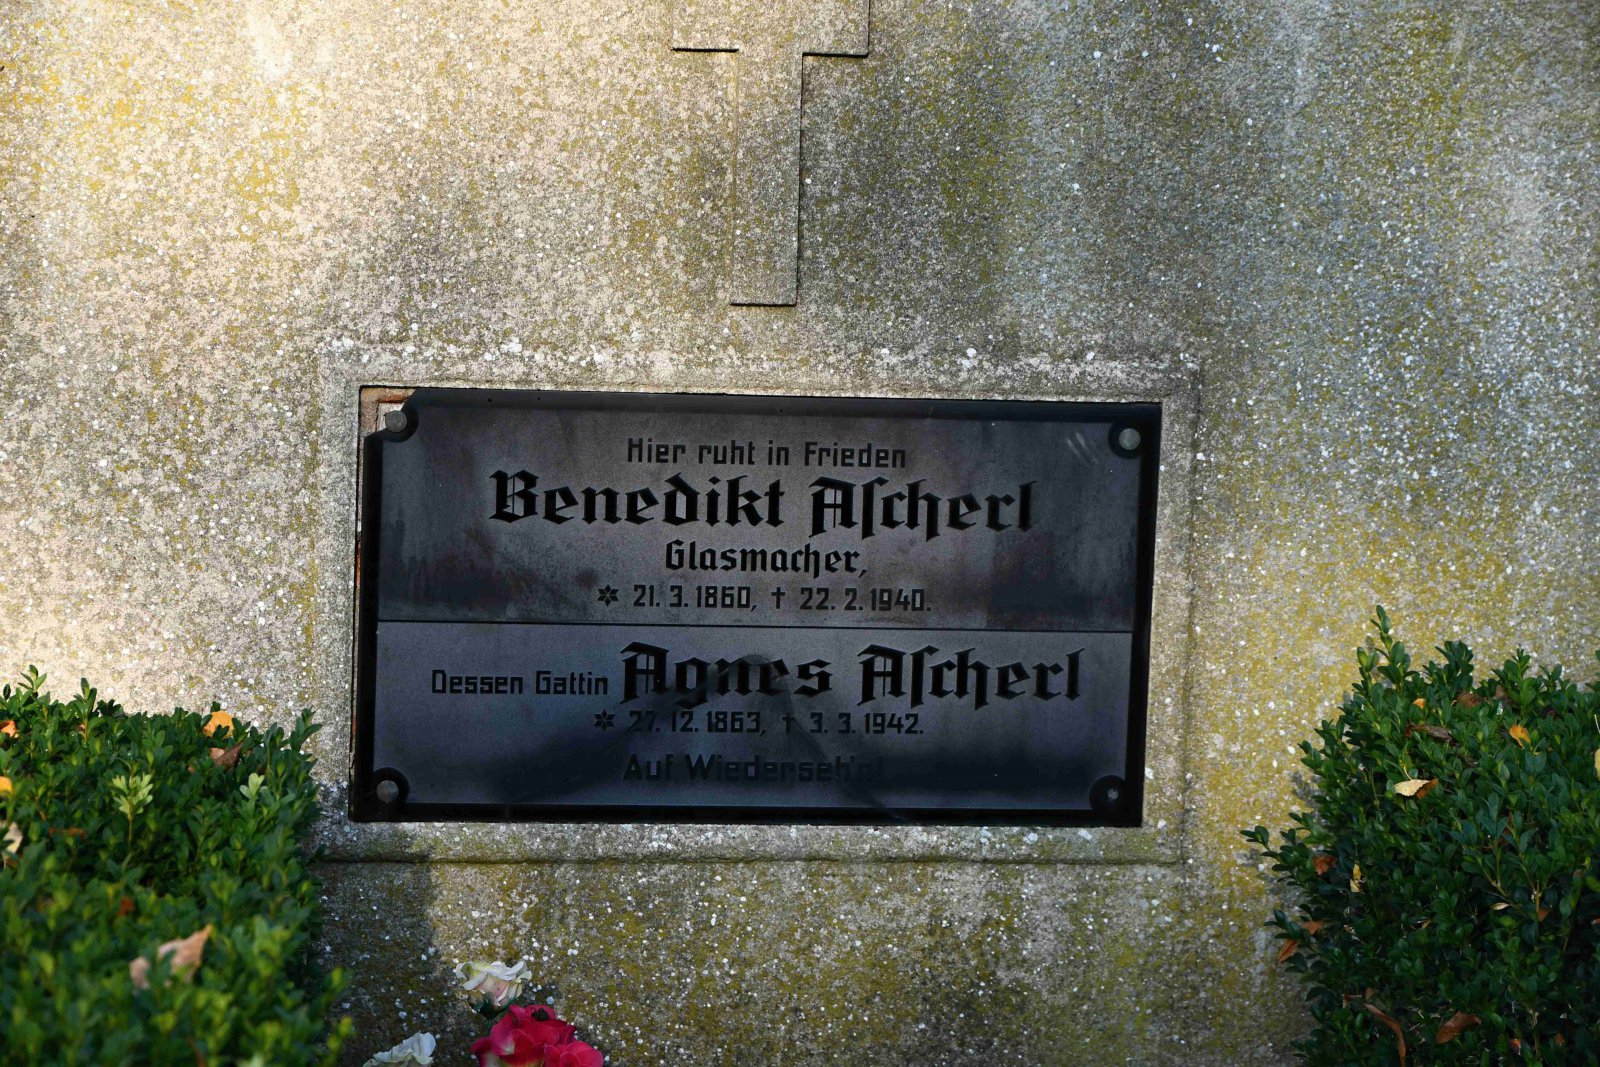 Hier ruht in Frieden
Benedikt Aſcherl
Glasmacher,
✶ 21. 3. 1860, † 22. 2. 1940.
Dessen Gattin Agnes Aſcherl
✶ 27. 12. 1863, † 3. 3. 1942.
Auf Wiederseh'n!